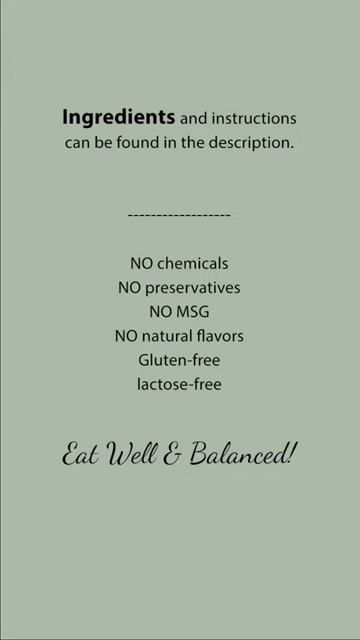 Ingredients and instructions
can be found in the description.
------------------
NO chemicals
NO preservatives
NO MSG
NO natural flavors
Gluten-free
lactose-free
Eat Well & Balanced!